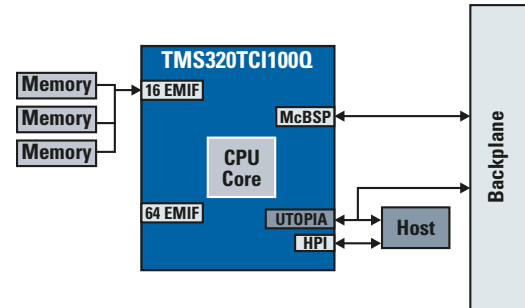 TMS320TCI100Q
Memory
Memory
Memory
16 EMIF
McBSP
CPU
Core
64 EMIF
UTOPIA
HPI
Host
Backplane